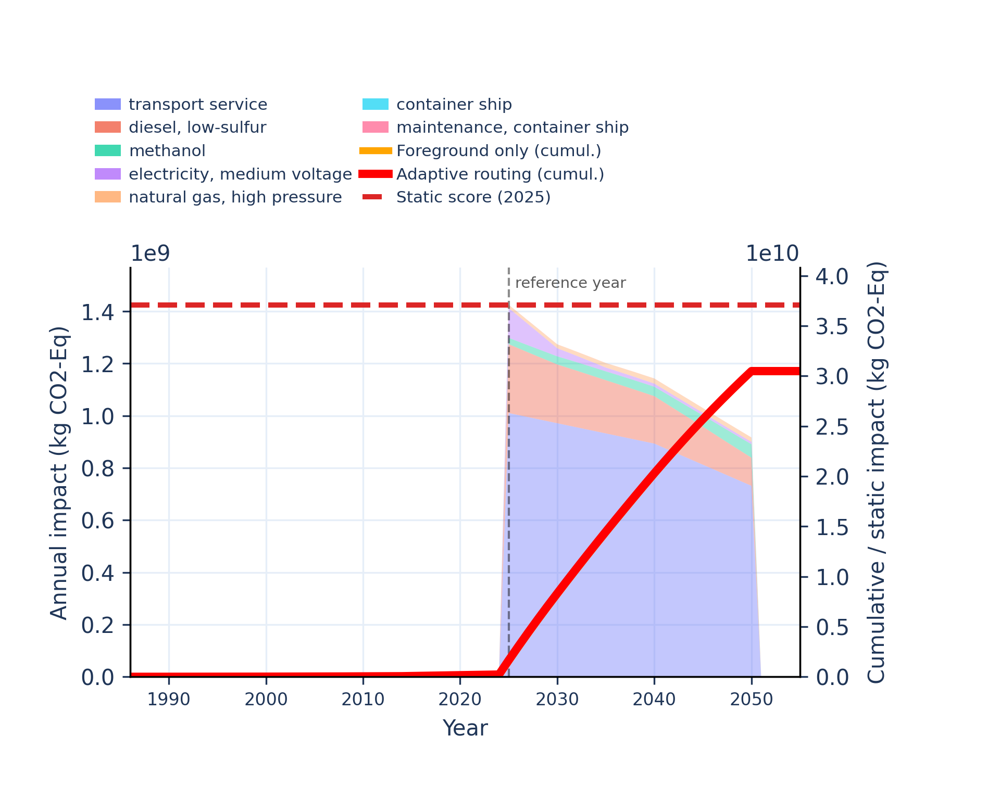 transport service
diesel, low-sulfur
methanol
electricity, medium voltage
natural gas, high pressure
container ship
maintenance, container ship
Foreground only (cumul.)
Adaptive routing (cumul.)
Static score (2025)
1e9
1e10
reference year
Annual impact (kg CO2-Eq)
1.4
1.2
1.0
0.8
0.6
0.4
0.2
0.0
4.0
3.5
3.0
2.5
2.0
1.5
1.0
0.5
0.0
Cumulative / static impact (kg CO2-Eq)
1990 2000 2010 2020 2030 2040 2050
Year